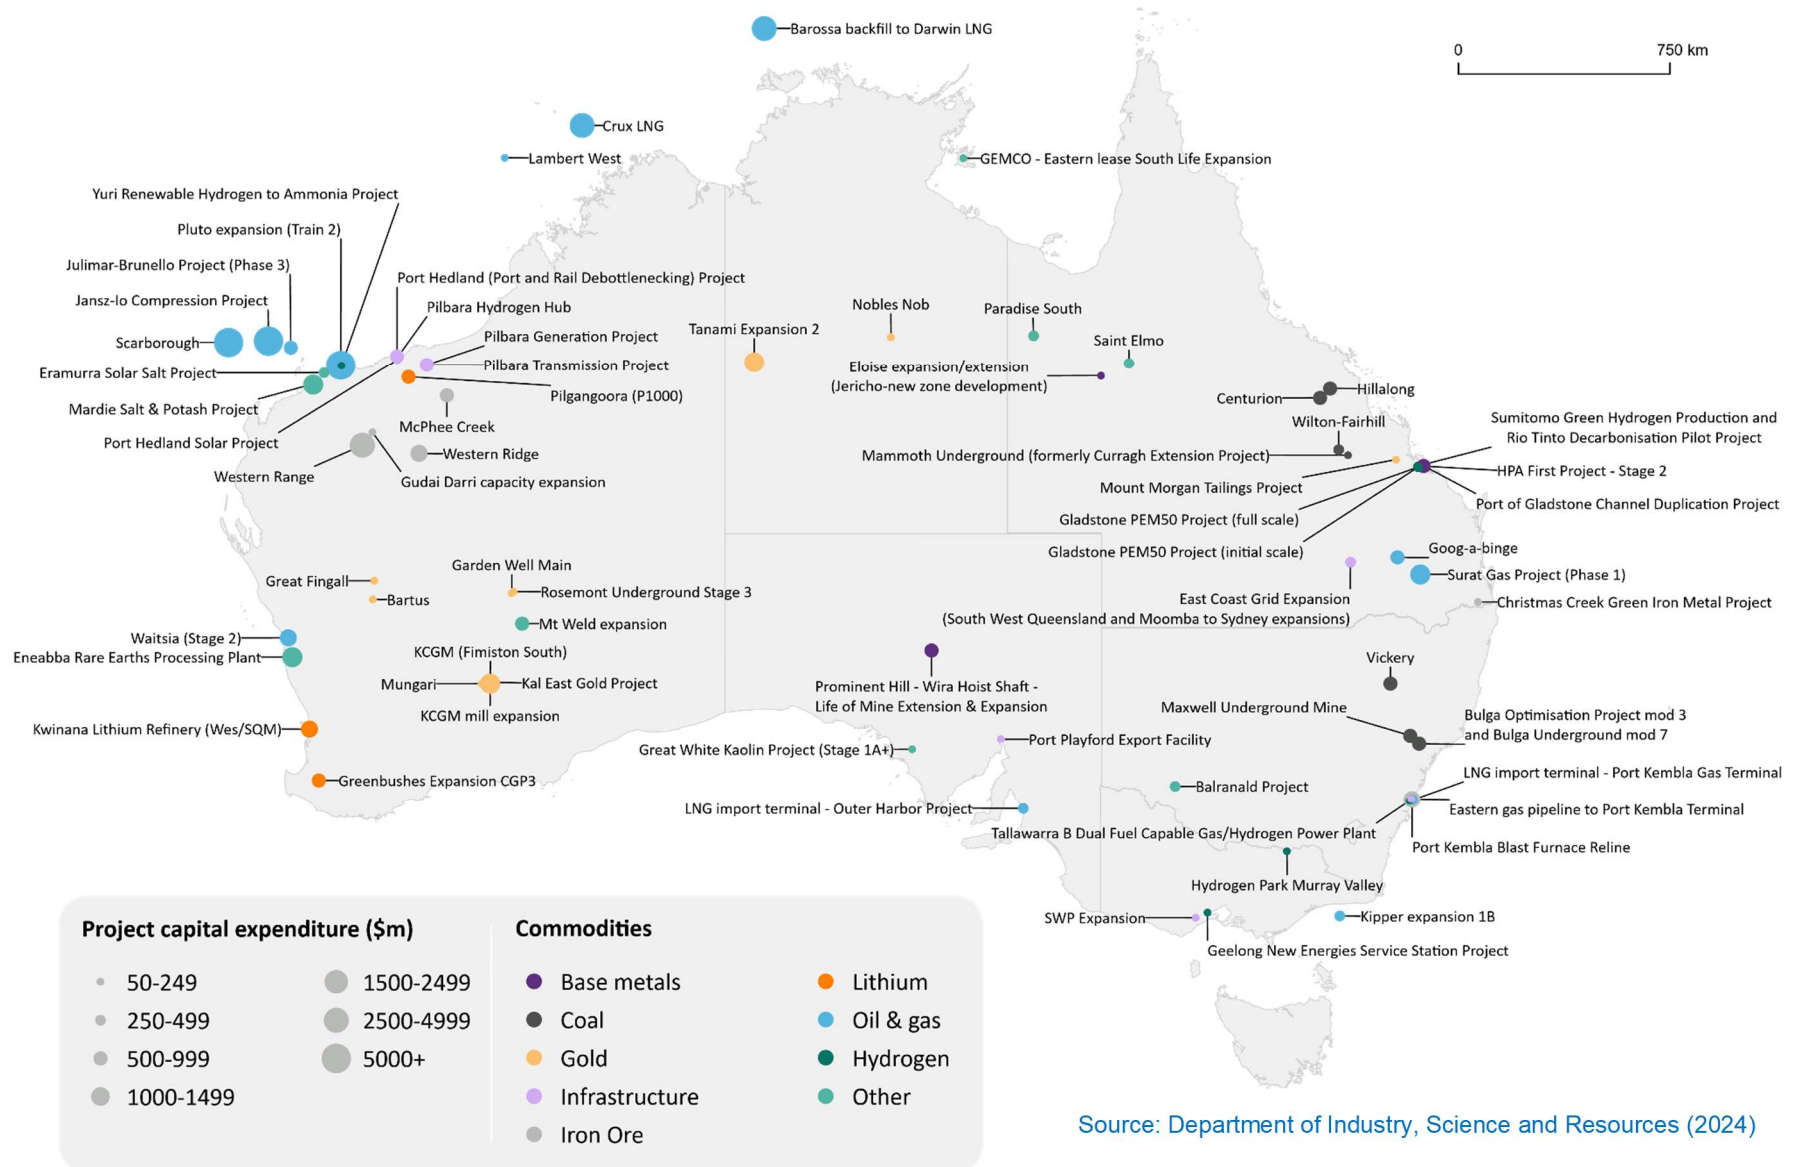 Barossa backfill to Darwin LNG
0 750 km
Crux LNG
Lambert West
GEMCO - Eastern lease South Life Expansion
Yuri Renewable Hydrogen to Ammonia Project
Pluto expansion (Train 2)
Julimar-Brunello Project (Phase 3)
Port Hedland (Port and Rail Debottlenecking) Project
Jansz-Io Compression Project
Pilbara Hydrogen Hub
Nobles Nob
Paradise South
Tanami Expansion 2
Pilbara Generation Project
Scarborough
Saint Elmo
Pilbara Transmission Project
Eloise expansion/extension
(Jericho-new zone development)
Eramurra Solar Salt Project
Pilgangoora (P1000)
Hillalong
Centurion
Mardie Salt & Potash Project
McPhee Creek
Wilton-Fairhill
Sumitomo Green Hydrogen Production and
Rio Tinto Decarbonisation Pilot Project
Port Hedland Solar Project
Western Ridge
Mammoth Underground (formerly Curragh Extension Project)
HPA First Project - Stage 2
Western Range
Gudai Darri capacity expansion
Mount Morgan Tailings Project
Port of Gladstone Channel Duplication Project
Gladstone PEM50 Project (full scale)
Gladstone PEM50 Project (initial scale)
Goog-a-binge
Garden Well Main
Surat Gas Project (Phase 1)
Great Fingall
Rosemont Underground Stage 3
Bartus
East Coast Grid Expansion
(South West Queensland and Moomba to Sydney expansions)
Christmas Creek Green Iron Metal Project
Mt Weld expansion
Waitsia (Stage 2)
KCGM (Fimiston South)
Eneabba Rare Earths Processing Plant
Vickery
Mungari
Kal East Gold Project
Prominent Hill - Wira Hoist Shaft -
Life of Mine Extension & Expansion
KCGM mill expansion
Maxwell Underground Mine
Bulga Optimisation Project mod 3
and Bulga Underground mod 7
Kwinana Lithium Refinery (Wes/SQM)
Port Playford Export Facility
Great White Kaolin Project (Stage 1A+)
LNG import terminal - Port Kembla Gas Terminal
Greenbushes Expansion CGP3
Balranald Project
LNG import terminal - Outer Harbor Project
Eastern gas pipeline to Port Kembla Terminal
Tallawarra B Dual Fuel Capable Gas/Hydrogen Power Plant
Port Kembla Blast Furnace Reline
Hydrogen Park Murray Valley
SWP Expansion
Kipper expansion 1B
Geelong New Energies Service Station Project
Project capital expenditure ($m)
50-249
250-499
500-999
1000-1499
1500-2499
2500-4999
5000+
Commodities
Base metals
Coal
Gold
Infrastructure
Iron Ore
Lithium
Oil & gas
Hydrogen
Other
Source: Department of Industry, Science and Resources (2024)